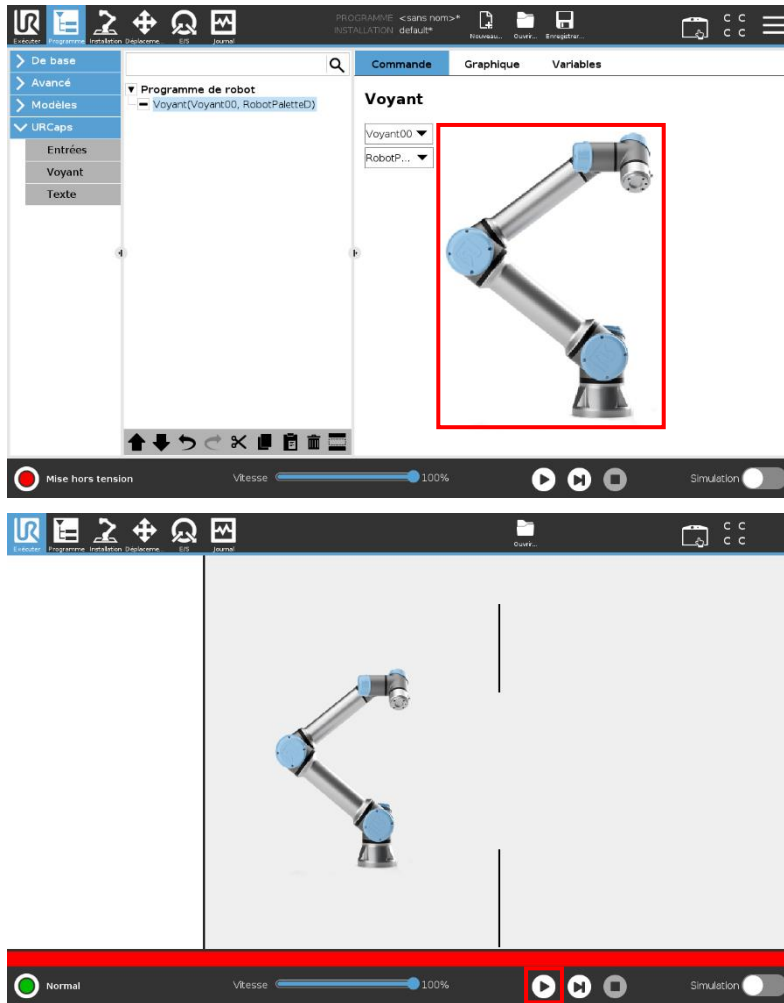 PROGRAMME <sans nom>*
INSTALLATION default*
Exécuter Programme Installation Déplaceme... E/S Journal
Nouveau... Ouvrir... Enregistrer...
C C
C C
De base
Avancé
Modèles
URCaps
Entrées
Voyant
Texte
Programme de robot
Voyant(Voyant00, RobotPaletteD)
Commande Graphique Variables
Voyant
Voyant00
RobotP...
Mise hors tension
Vitesse
100%
Simulation
Exécuter Programme Installation Déplaceme... E/S Journal
Ouvrir...
C C
C C
Normal
Vitesse
100%
Simulation